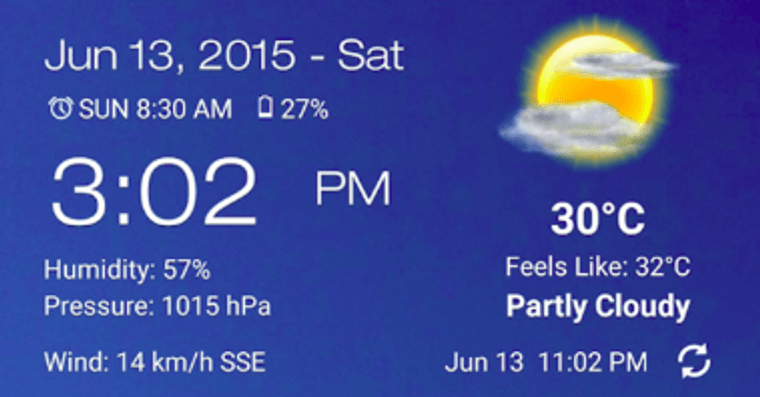 Jun 13, 2015 - Sat
SUN 8:30 AM 27%
3:02 PM
30°C
Humidity: 57%
Feels Like: 32°C
Pressure: 1015 hPa
Partly Cloudy
Wind: 14 km/h SSE
Jun 13 11:02 PM